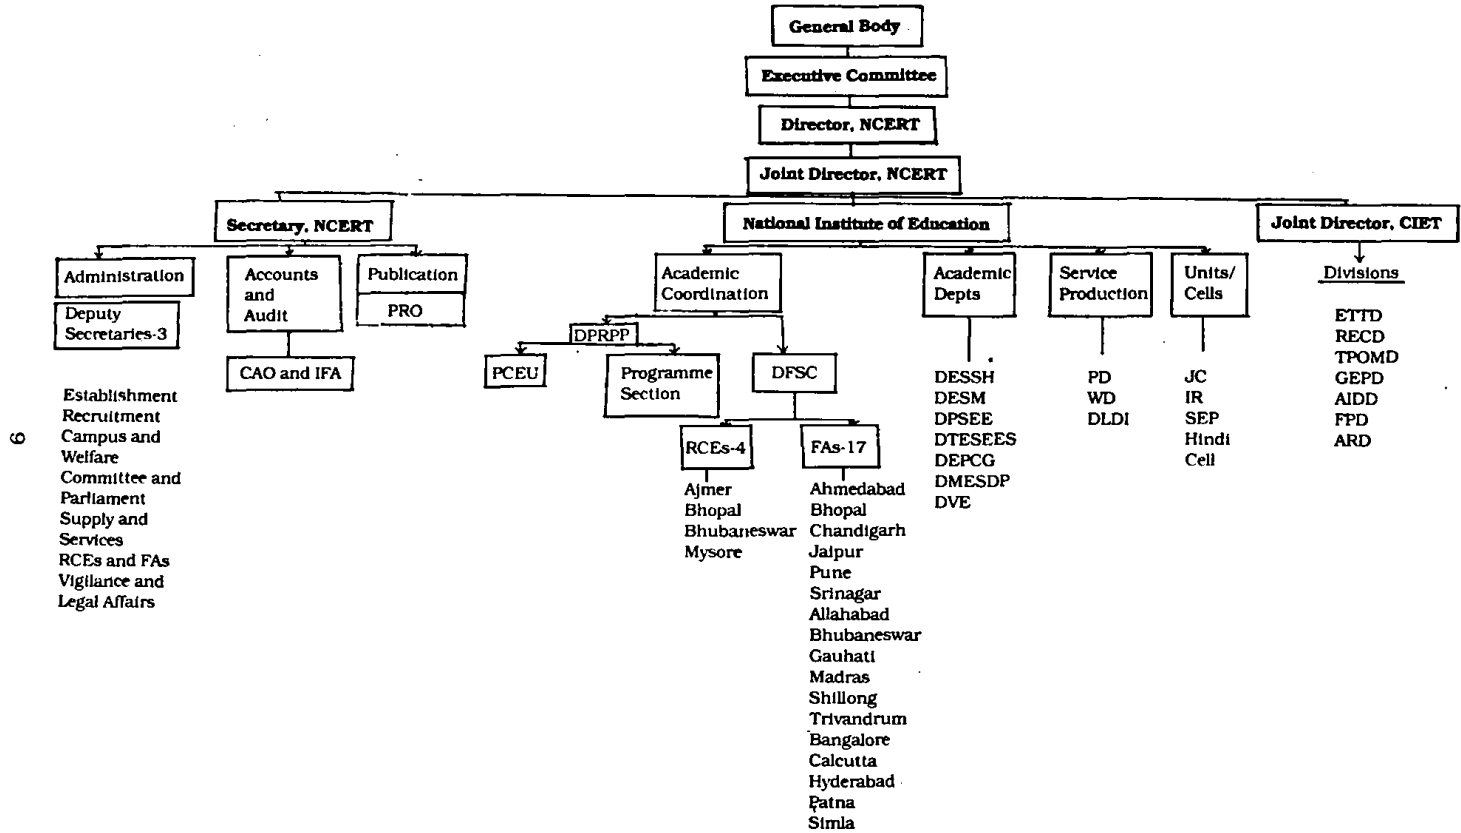 General Body
Executive Committee
Director, NCERT
Joint Director, NCERT
Secretary, NCERT
National Institute of Education
Joint Director, CIET
Administration
Deputy
Secretaries-3
Accounts
and
Audit
Publication
PRO
CAO and IFA
Establishment
Recruitment
Campus and
Welfare
Committee and
Parliament
Supply and
Services
RCEs and FAs
Vigilance and
Legal Affairs
Academic
Coordination
DPRPP
PCEU
Programme
Section
DFSC
RCEs-4
Ajmer
Bhopal
Bhubaneswar
Mysore
FAs-17
Ahmedabad
Bhopal
Chandigarh
Jaipur
Pune
Srinagar
Allahabad
Bhubaneswar
Gauhati
Madras
Shillong
Trivandrum
Bangalore
Calcutta
Hyderabad
Patna
Simla
Academic
Depts
DESSH
DESM
DPSEE
DTESEES
DEPCG
DMESDP
DVE
Service
Production
PD
WD
DLDI
Units/
Cells
JC
IR
SEP
Hindi
Cell
Divisions
ETTD
RECD
TPOMD
GEPD
AIDD
FPD
ARD
6